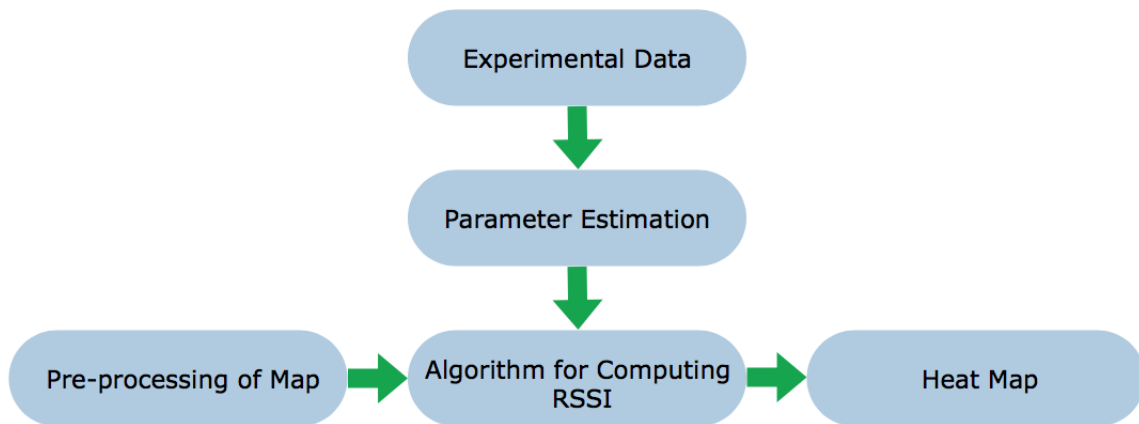 Experimental Data
Parameter Estimation
Pre-processing of Map
Algorithm for Computing
RSSI
Heat Map